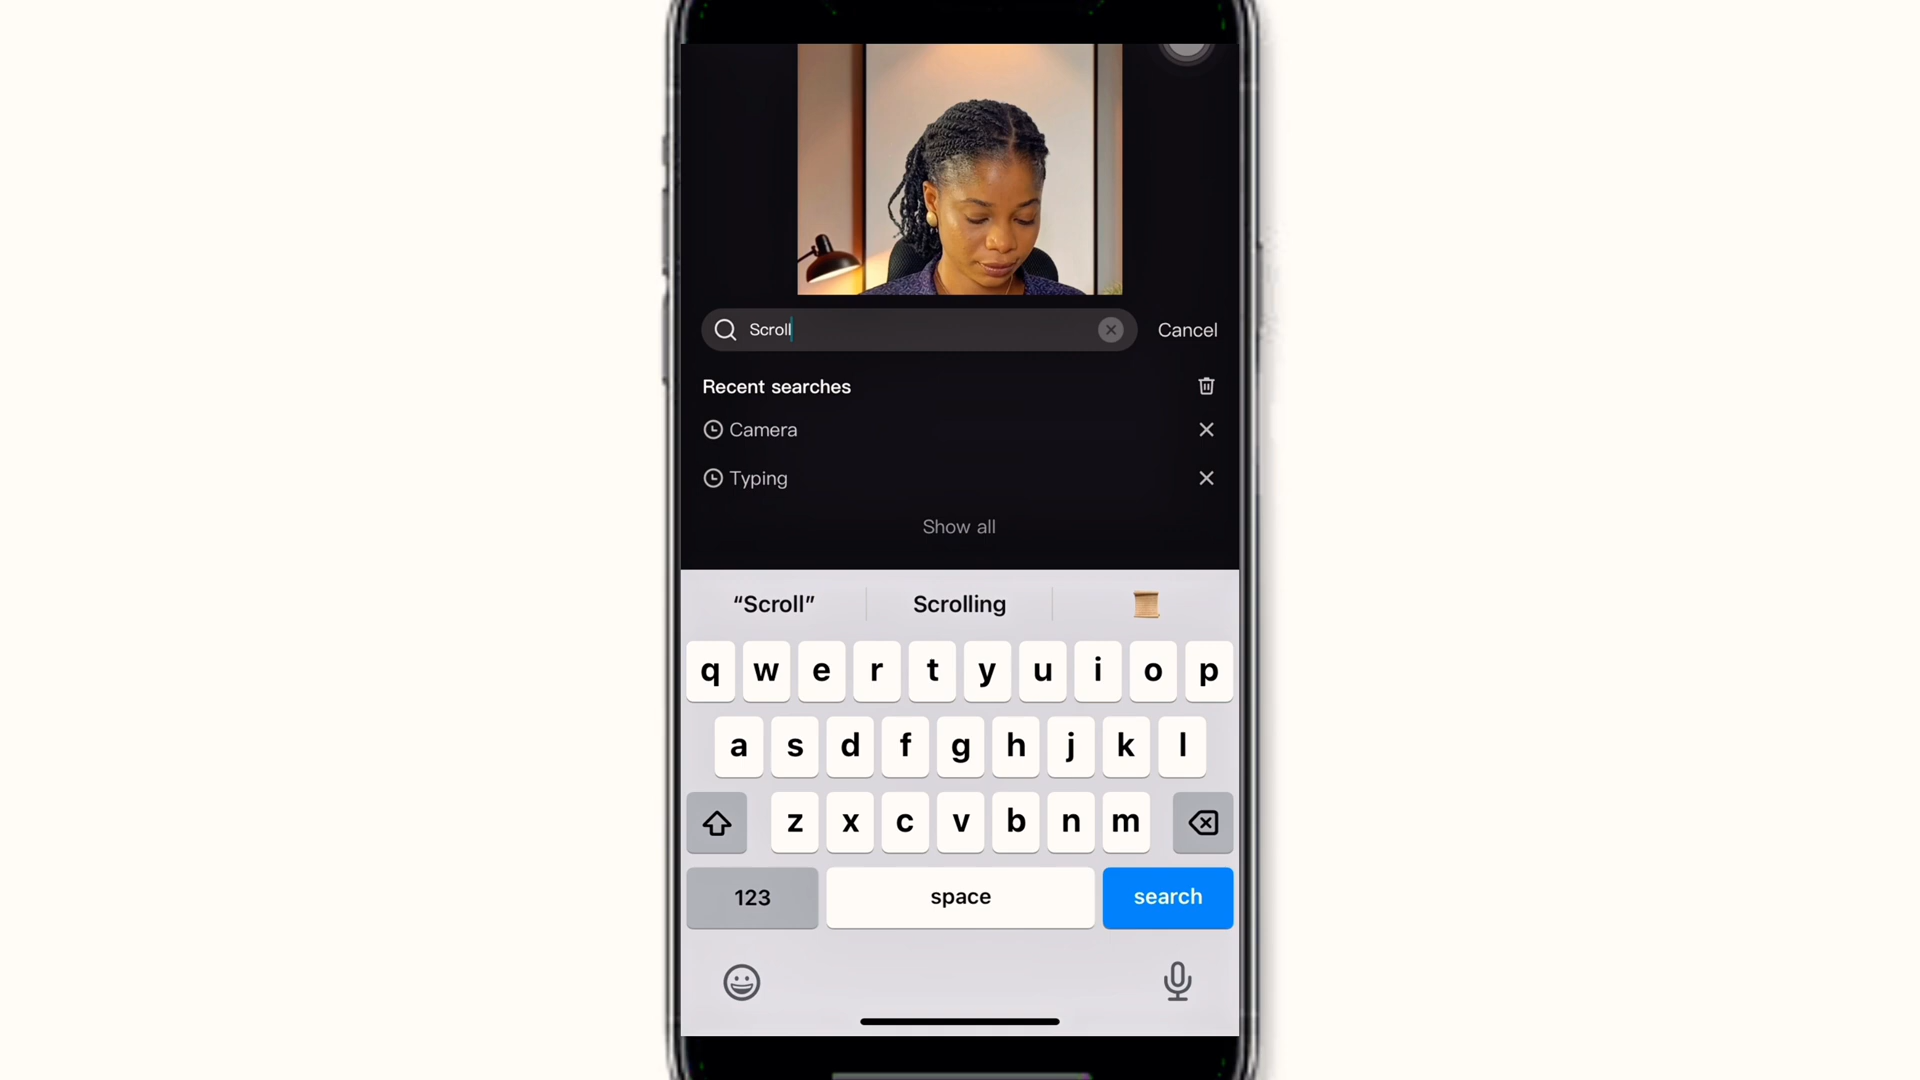 Scroll
Cancel
Recent searches
Camera
Typing
Show all
“Scroll” Scrolling
q w e r t y u i o p
a s d f g h j k l
z x c v b n m
123 space search